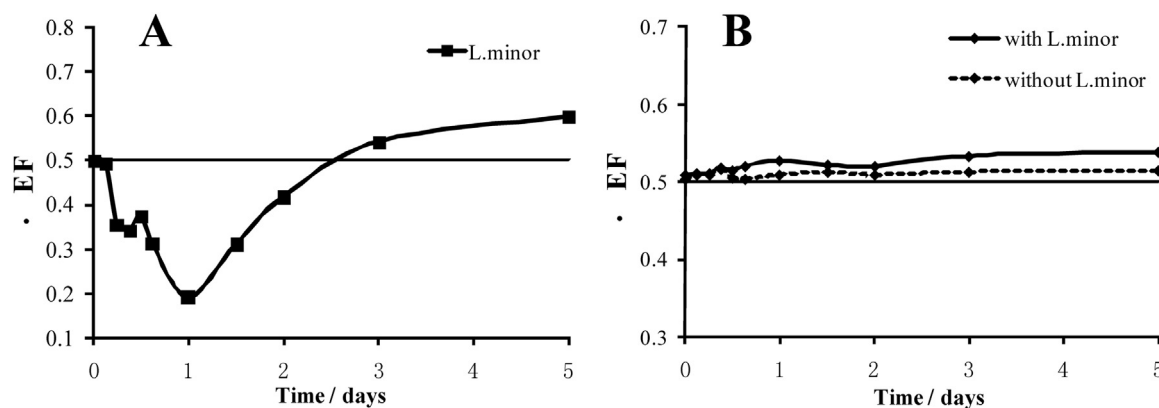 A
L.minor
0.8
0.7
0.6
0.5
0.4
0.3
0.2
0.1
. EF
0 1 2 3 4 5
Time / days
B
with L.minor
without L.minor
0.7
0.6
0.5
0.4
0.3
. EF
0 1 2 3 4 5
Time / days